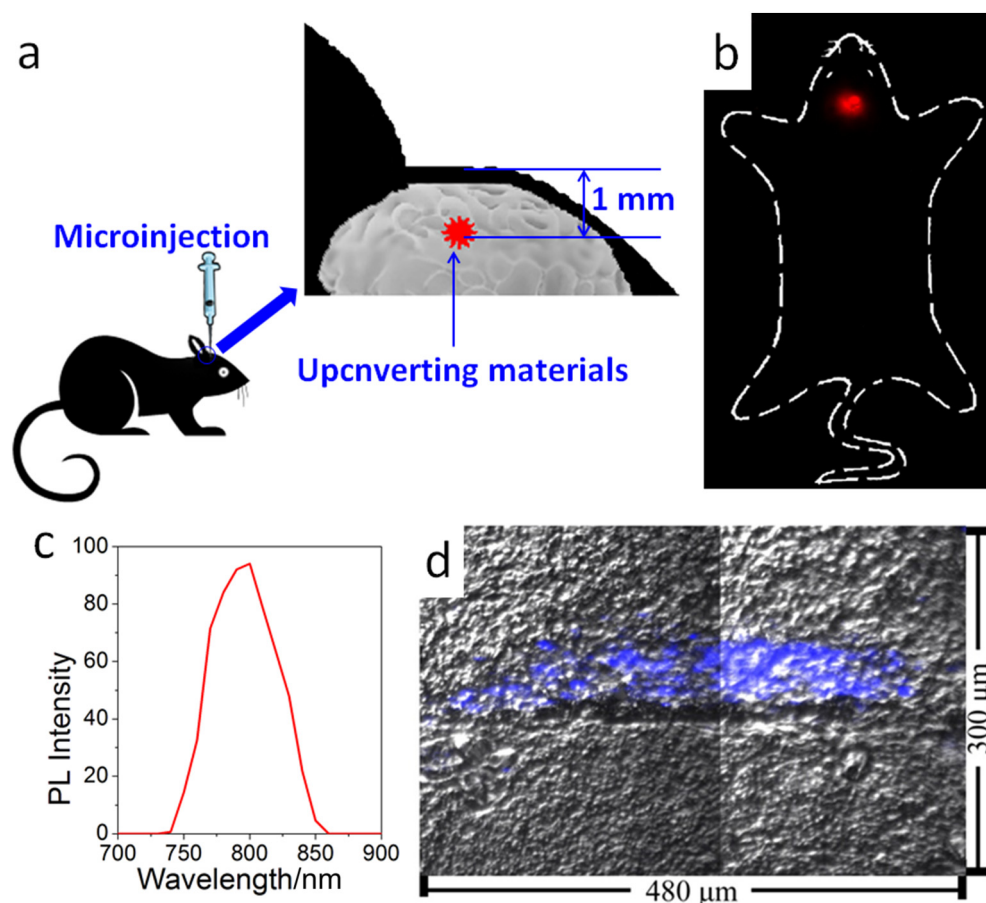 a
b
1 mm
Microinjection
Upcnverting materials
c
d
100
80
60
40
20
0
PL Intensity
700
750
800
850
900
Wavelength/nm
300 μm
480 μm